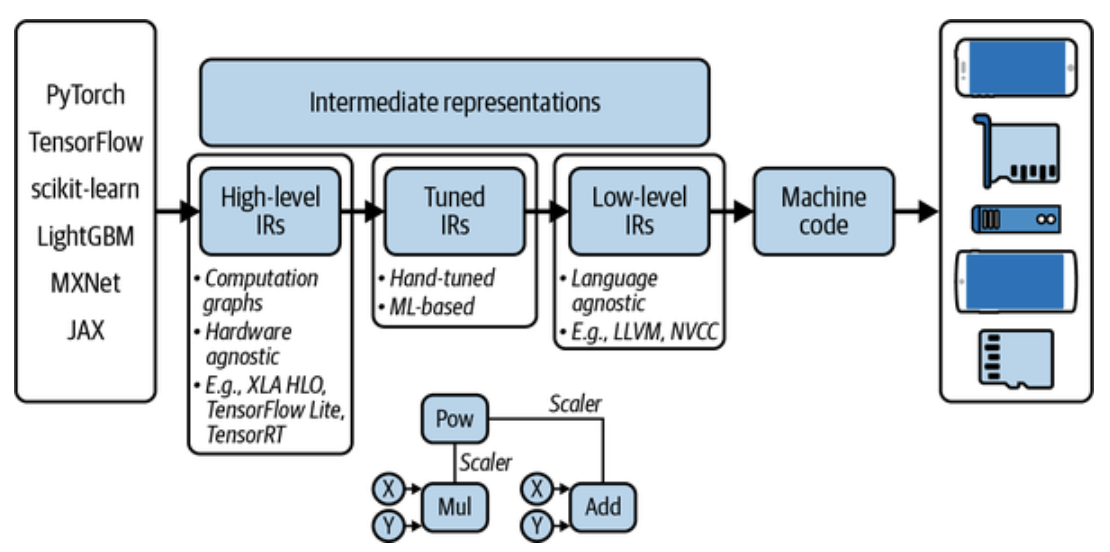 PyTorch
TensorFlow
scikit-learn
LightGBM
MXNet
JAX
Intermediate representations
High-level
IRs
• Computation
graphs
• Hardware
agnostic
• E.g., XLA HLO,
TensorFlow Lite,
TensorRT
Tuned
IRs
• Hand-tuned
• ML-based
Low-level
IRs
• Language
agnostic
• E.g., LLVM, NVCC
Machine
code
Pow
Scaler
Scaler
X
Y
Mul
X
Y
Add